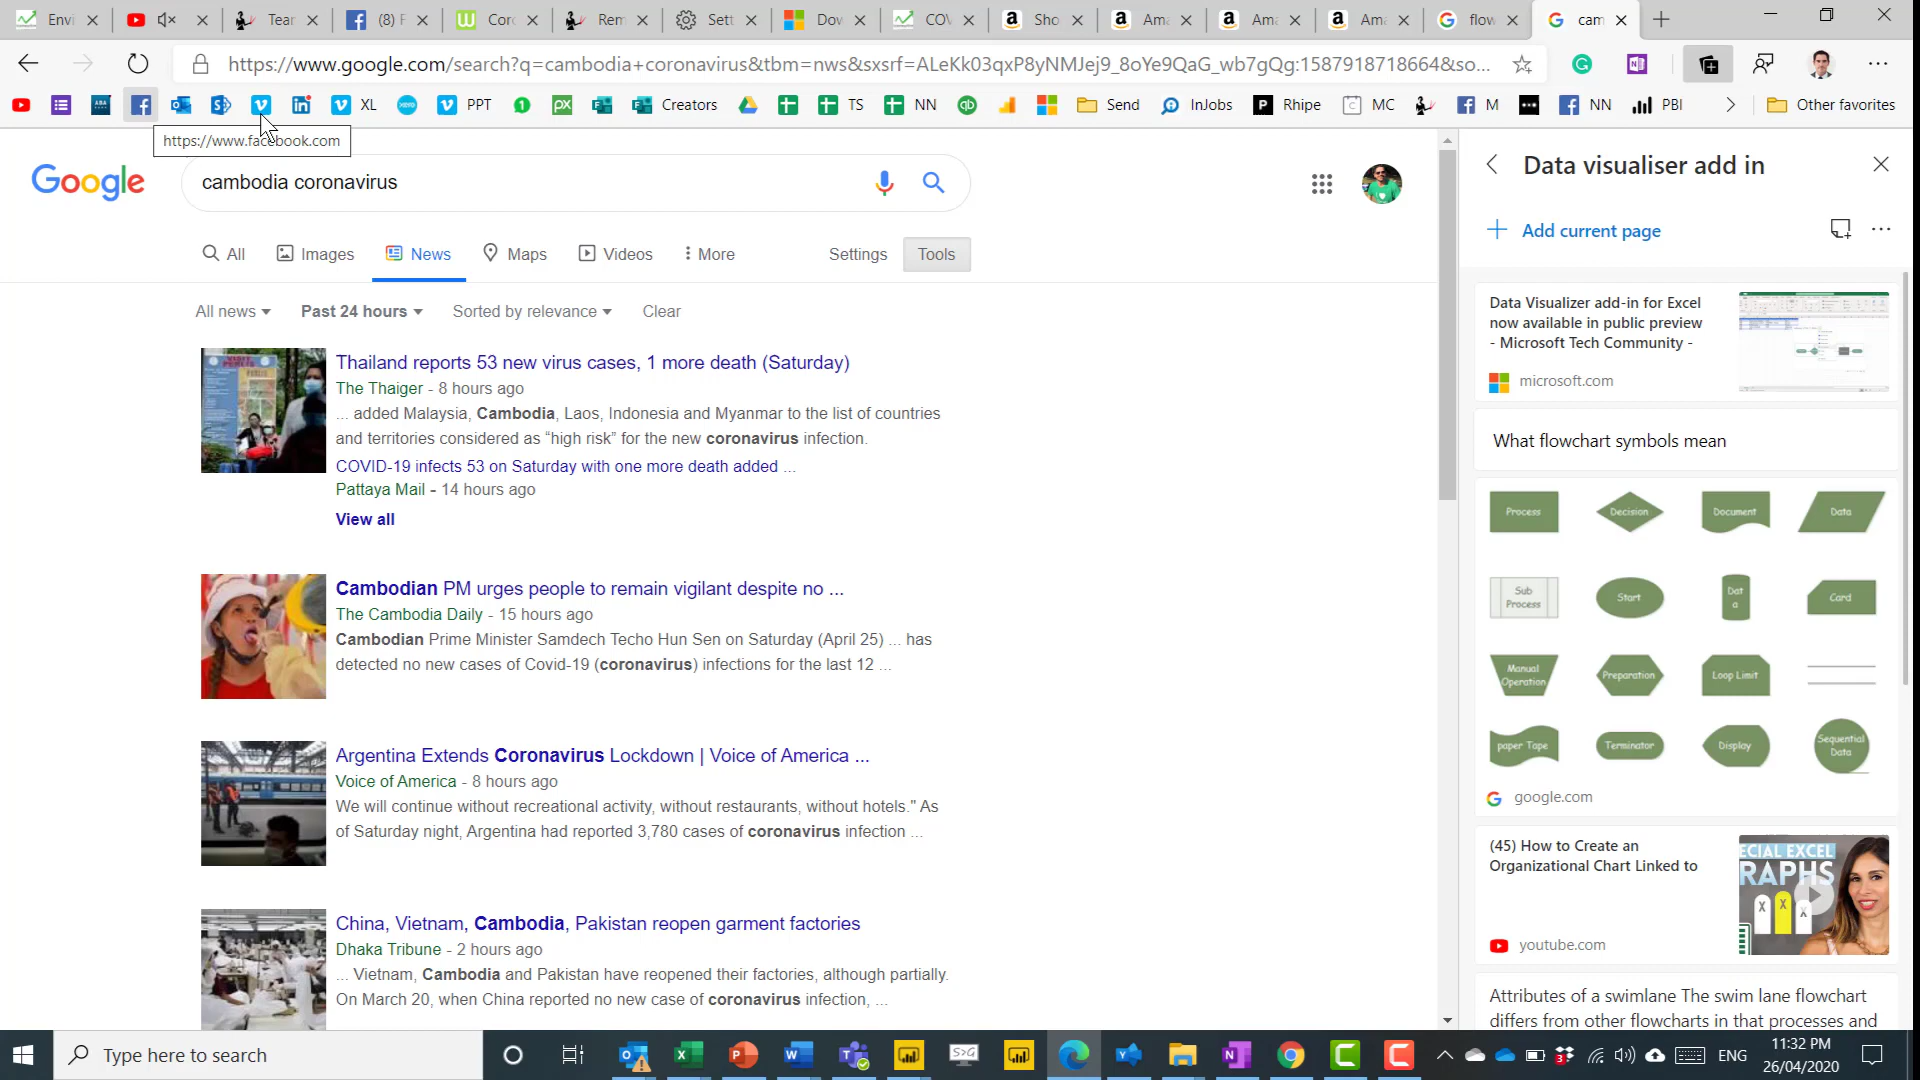 Envi
Tear
(8) F
Corc
Rem
Sett
Dow
COV
Sho
Ama
Ama
Ama
flow
cam
https://www.google.com/search?q=cambodia+coronavirus&tbm=nws&sxsrf=ALeKk03qxP8yNMJej9_8oYe9QaG_wb7gQg:1587918718664&so...
XL
PPT
Creators
TS
NN
Send
InJobs
Rhipe
MC
M
NN
PBI
Other favorites
https://www.facebook.com
Google
cambodia coronavirus
All
Images
News
Maps
Videos
More
Settings
Tools
All news
Past 24 hours
Sorted by relevance
Clear
Thailand reports 53 new virus cases, 1 more death (Saturday)
The Thaiger - 8 hours ago
... added Malaysia, Cambodia, Laos, Indonesia and Myanmar to the list of countries
and territories considered as “high risk” for the new coronavirus infection.
COVID-19 infects 53 on Saturday with one more death added ...
Pattaya Mail - 14 hours ago
View all
Cambodian PM urges people to remain vigilant despite no ...
The Cambodia Daily - 15 hours ago
Cambodian Prime Minister Samdech Techo Hun Sen on Saturday (April 25) ... has
detected no new cases of Covid-19 (coronavirus) infections for the last 12 ...
Argentina Extends Coronavirus Lockdown | Voice of America ...
Voice of America - 8 hours ago
We will continue without recreational activity, without restaurants, without hotels." As
of Saturday night, Argentina had reported 3,780 cases of coronavirus infection ...
China, Vietnam, Cambodia, Pakistan reopen garment factories
Dhaka Tribune - 2 hours ago
... Vietnam, Cambodia and Pakistan have reopened their factories, although partially.
On March 20, when China reported no new case of coronavirus infection, ...
Data visualiser add in
Add current page
Data Visualizer add-in for Excel
now available in public preview
- Microsoft Tech Community -
microsoft.com
What flowchart symbols mean
Process
Decision
Document
Data
Sub
Process
Start
Dat
a
Card
Manual
Operation
Preparation
Loop Limit
paper Tape
Terminator
Display
Sequential
Data
google.com
(45) How to Create an
Organizational Chart Linked to
ECIAL EXCEL
RAPHS
youtube.com
Attributes of a swimlane The swim lane flowchart
differs from other flowcharts in that processes and
Type here to search
ENG
11:32 PM
26/04/2020